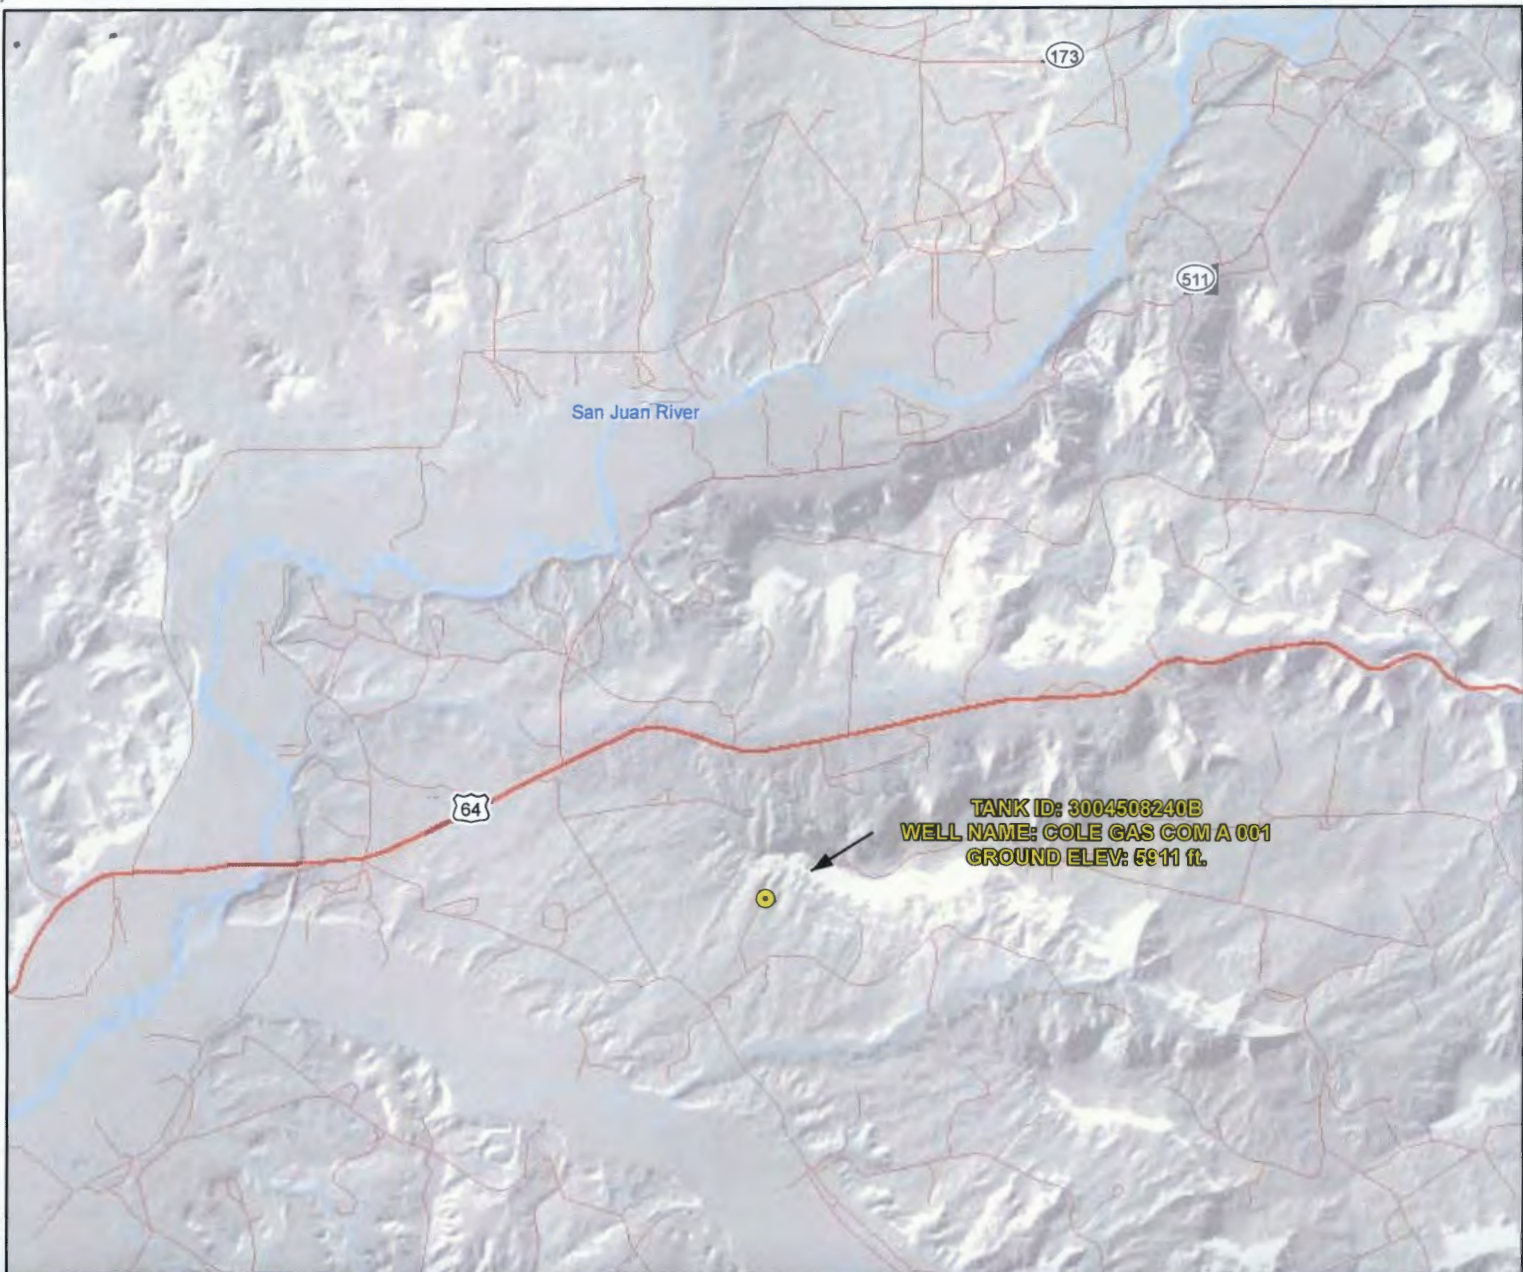 173
511
San Juan River
64
TANK ID: 3004508240B
WELL NAME: COLE GAS COM A 001
GROUND ELEV: 5911 ft.